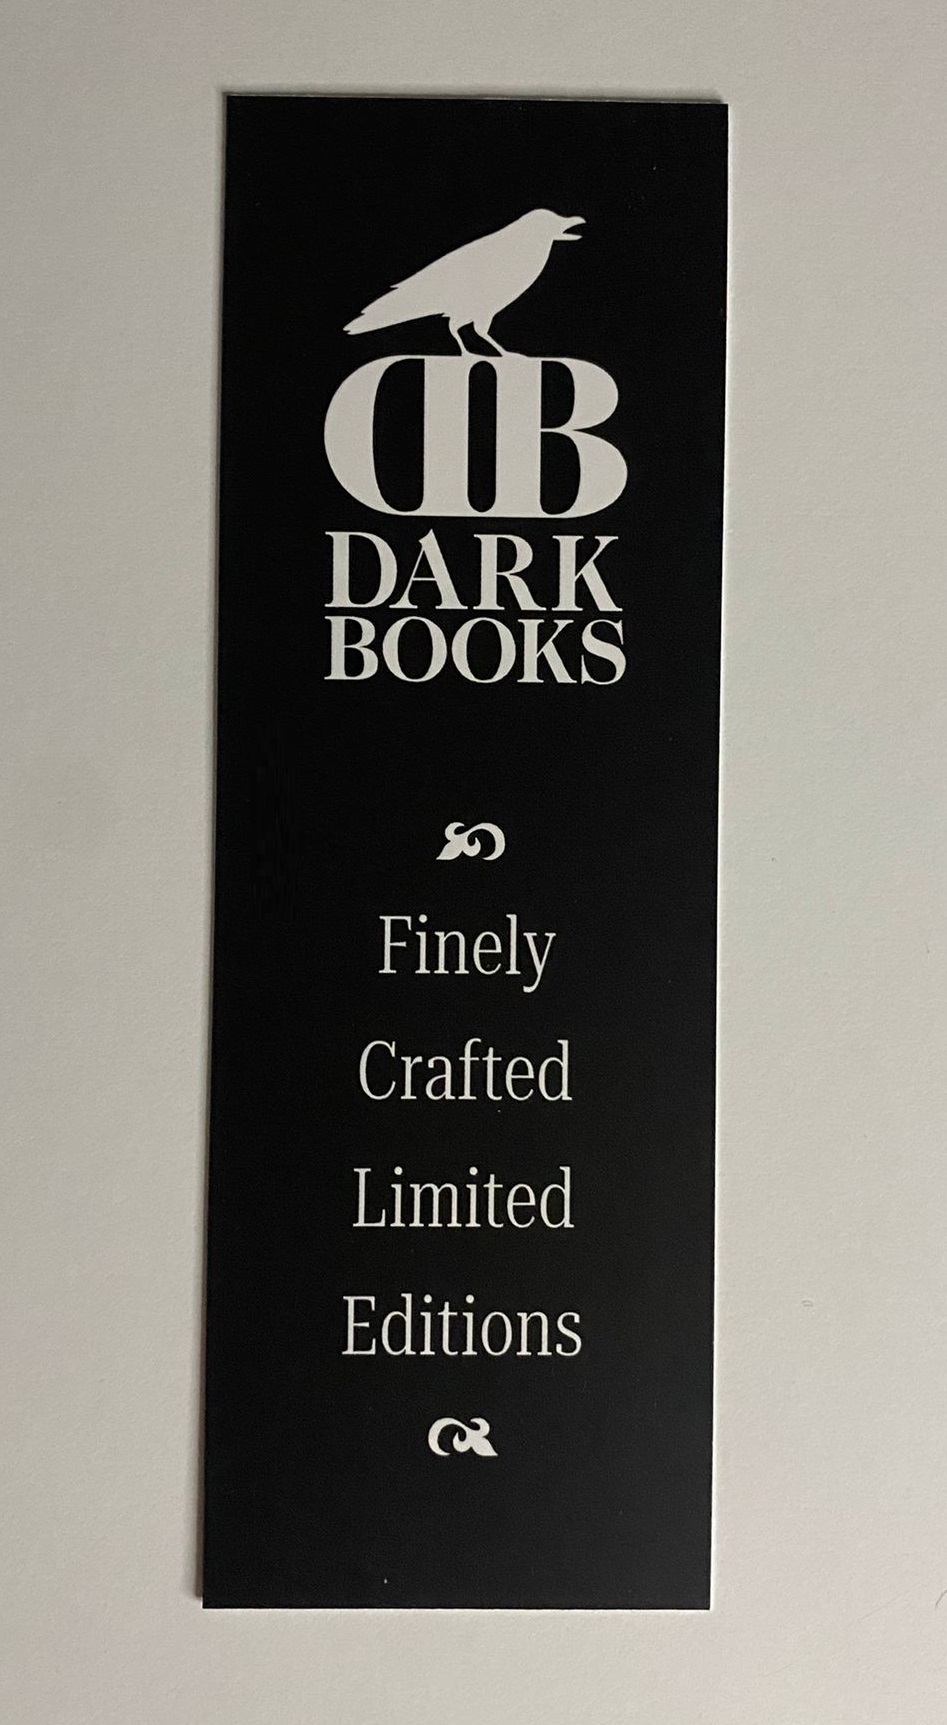 DB
DARK
BOOKS
Finely
Crafted
Limited
Editions